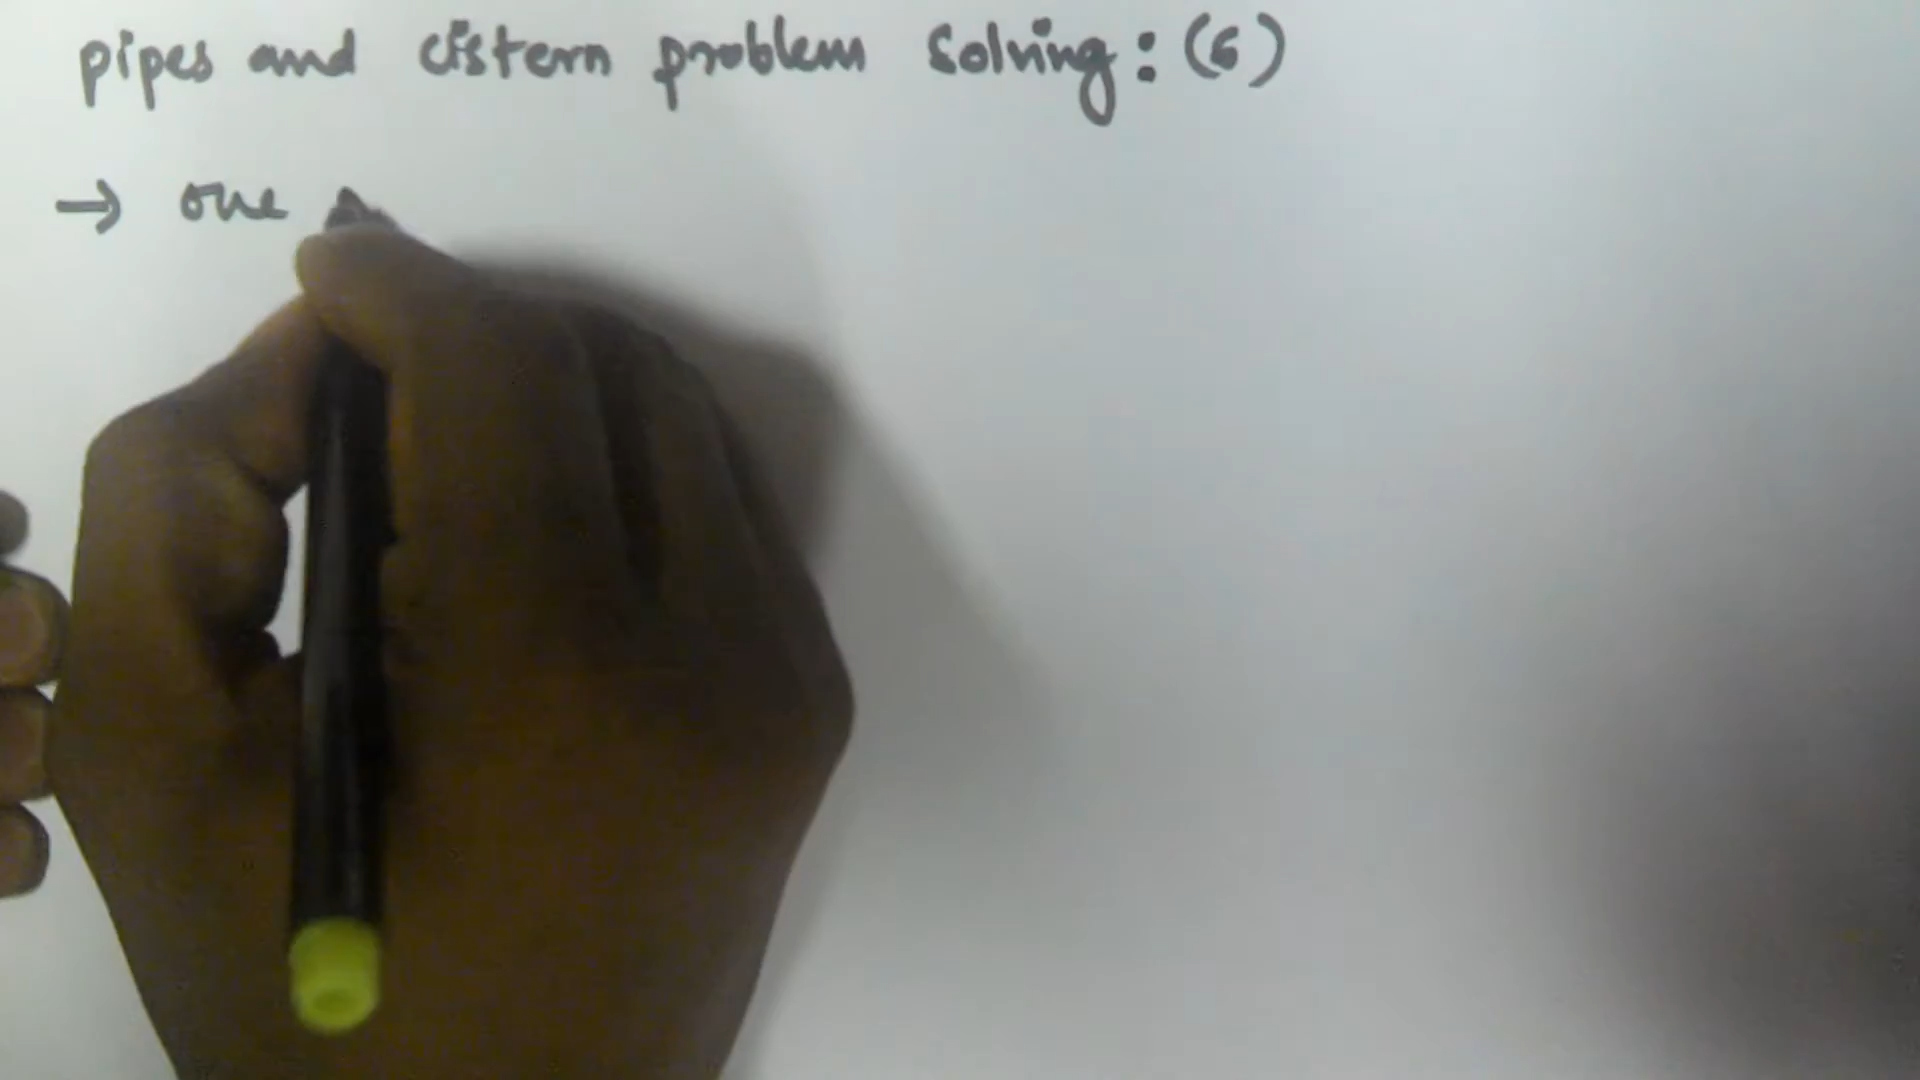 pipes and cistern problem solving : (6)
→ one